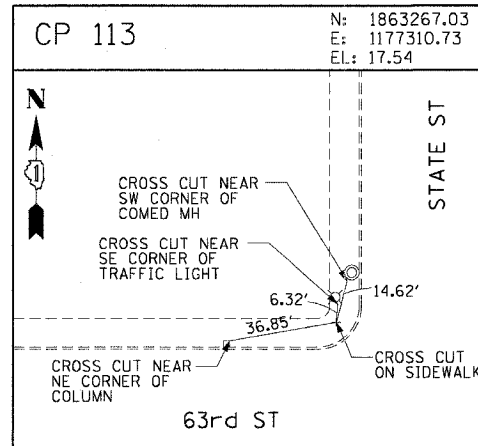 CP 113
N: 1863267.03
E: 1177310.73
EL: 17.54
N
1
STATE ST
CROSS CUT NEAR
SW CORNER OF
COMED MH
CROSS CUT NEAR
SE CORNER OF
TRAFFIC LIGHT
6.32'
14.62'
36.85'
CROSS CUT NEAR
NE CORNER OF
COLUMN
CROSS CUT
ON SIDEWALK
63rd ST